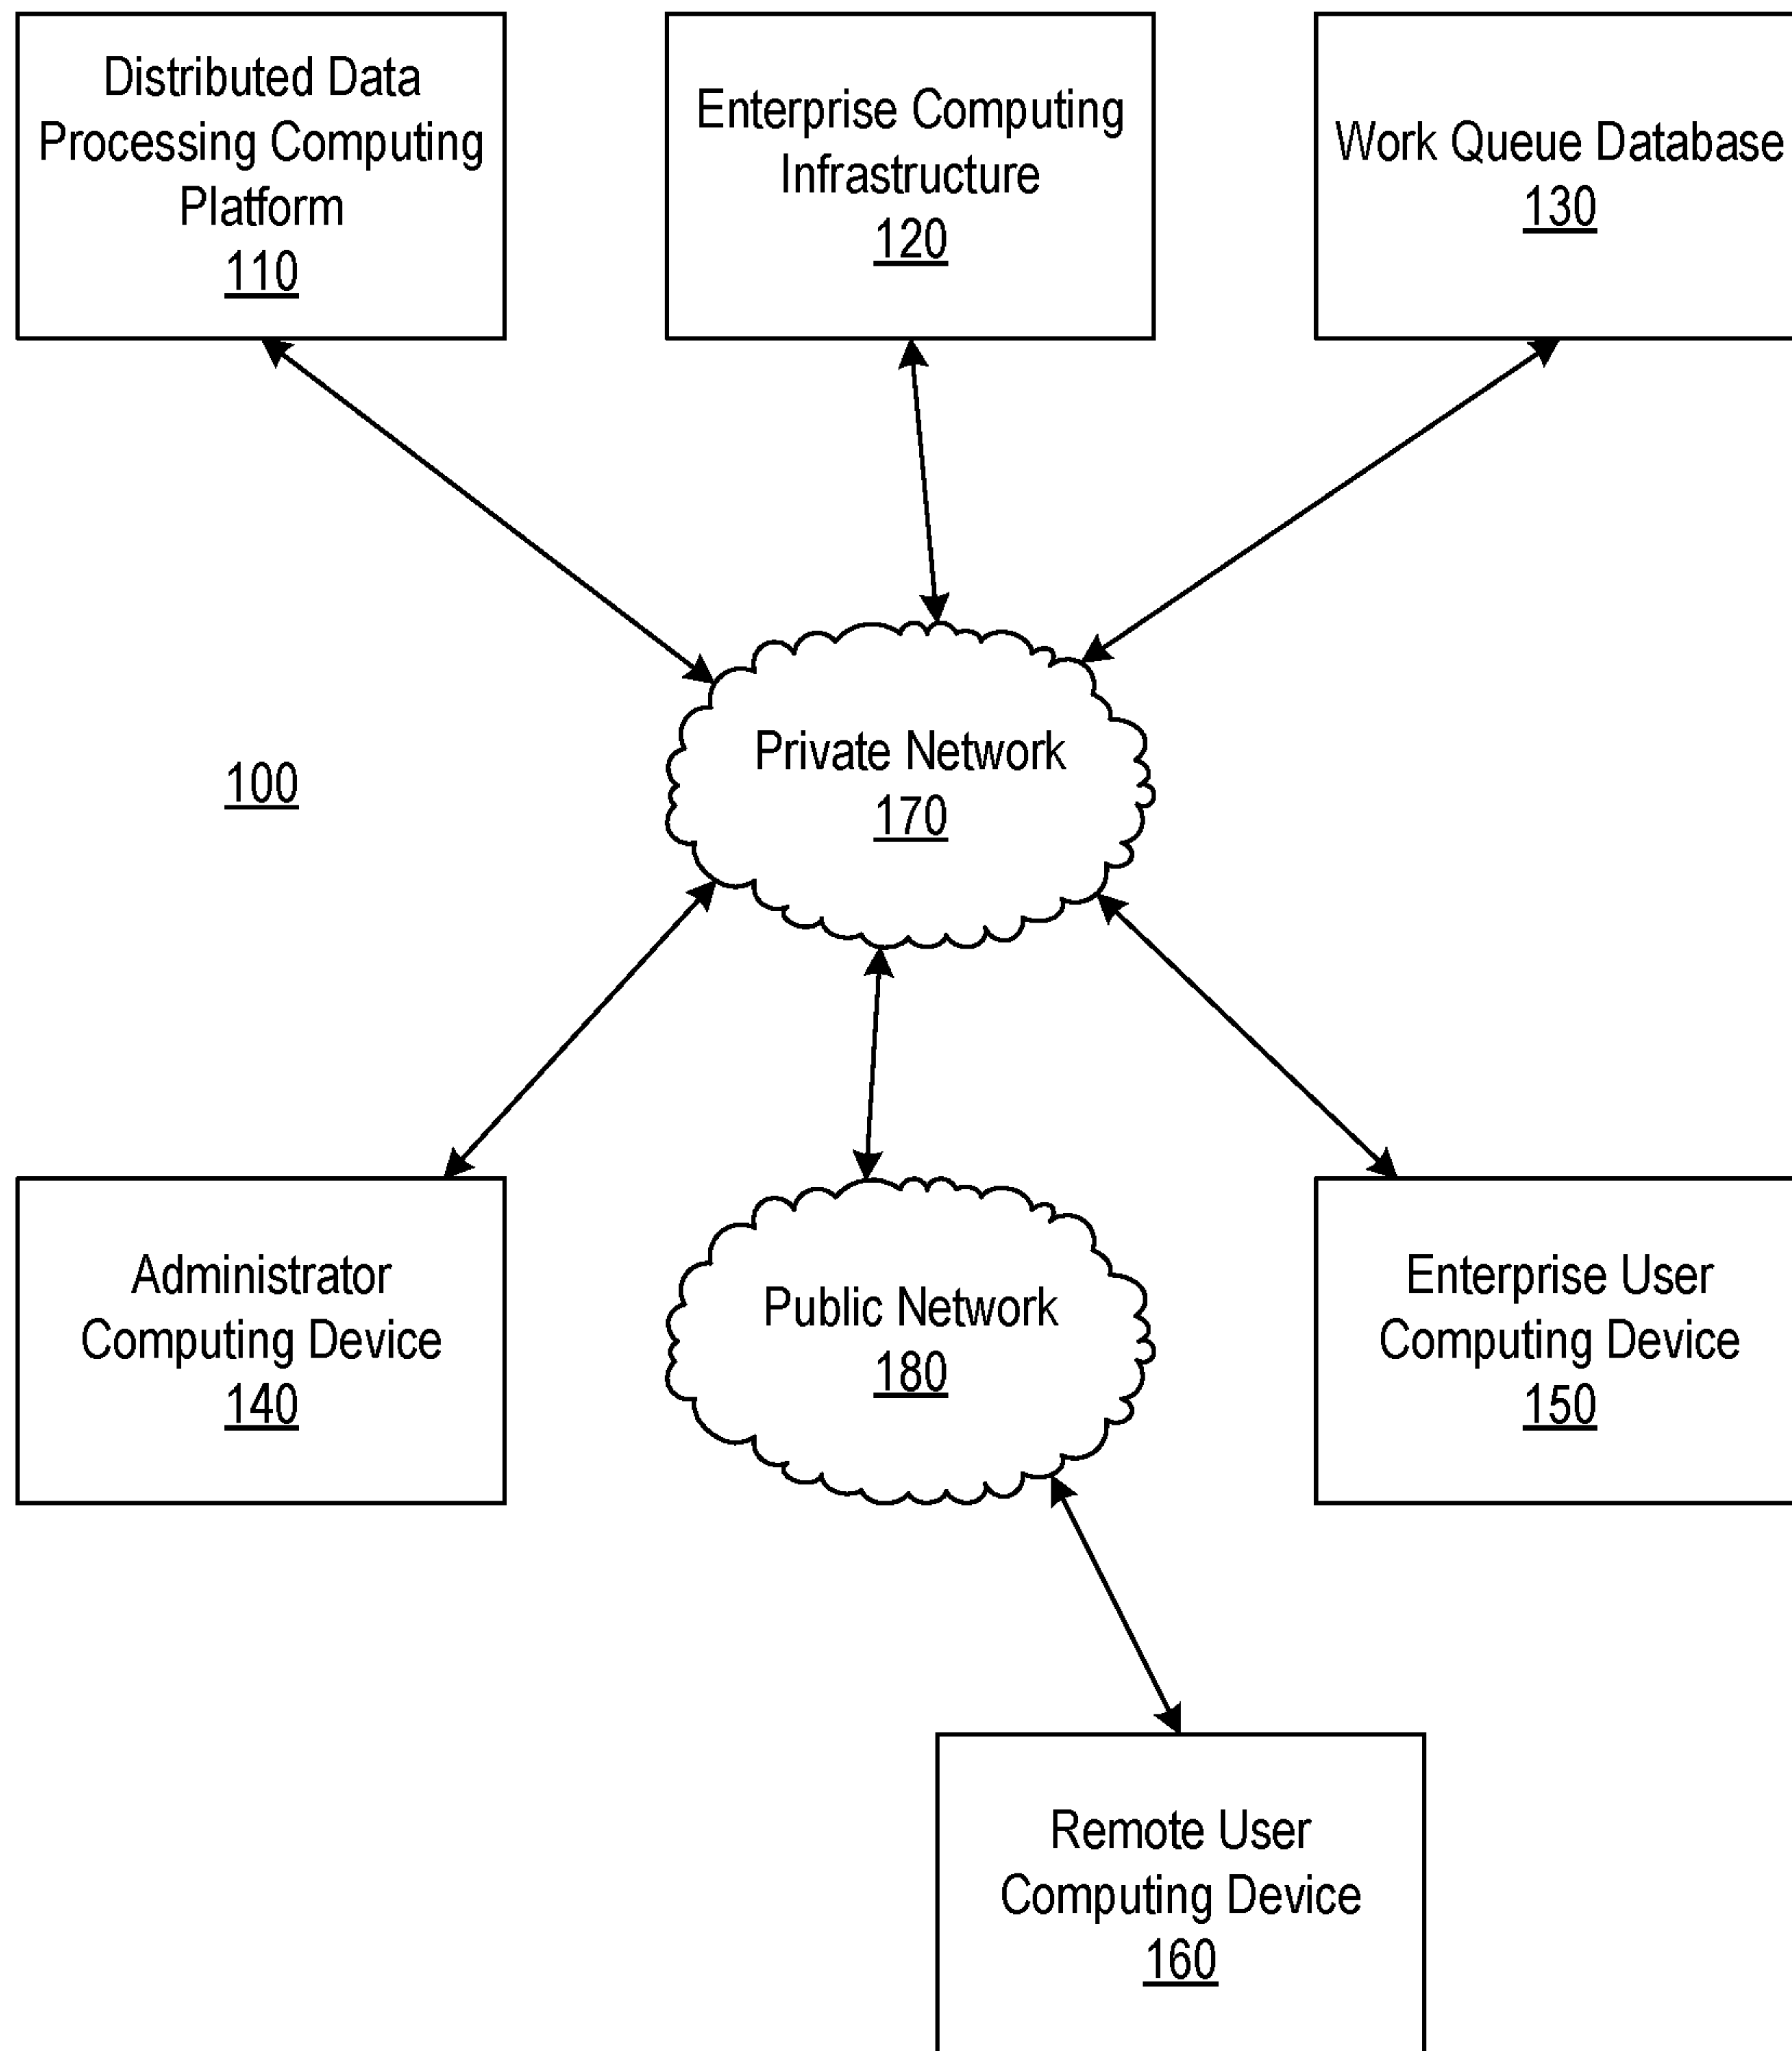 Distributed Data
Processing Computing
Platform
110
Enterprise Computing
Infrastructure
120
Work Queue Database
130
Private Network
170
100
Administrator
Computing Device
140
Public Network
180
Enterprise User
Computing Device
150
Remote User
Computing Device
160